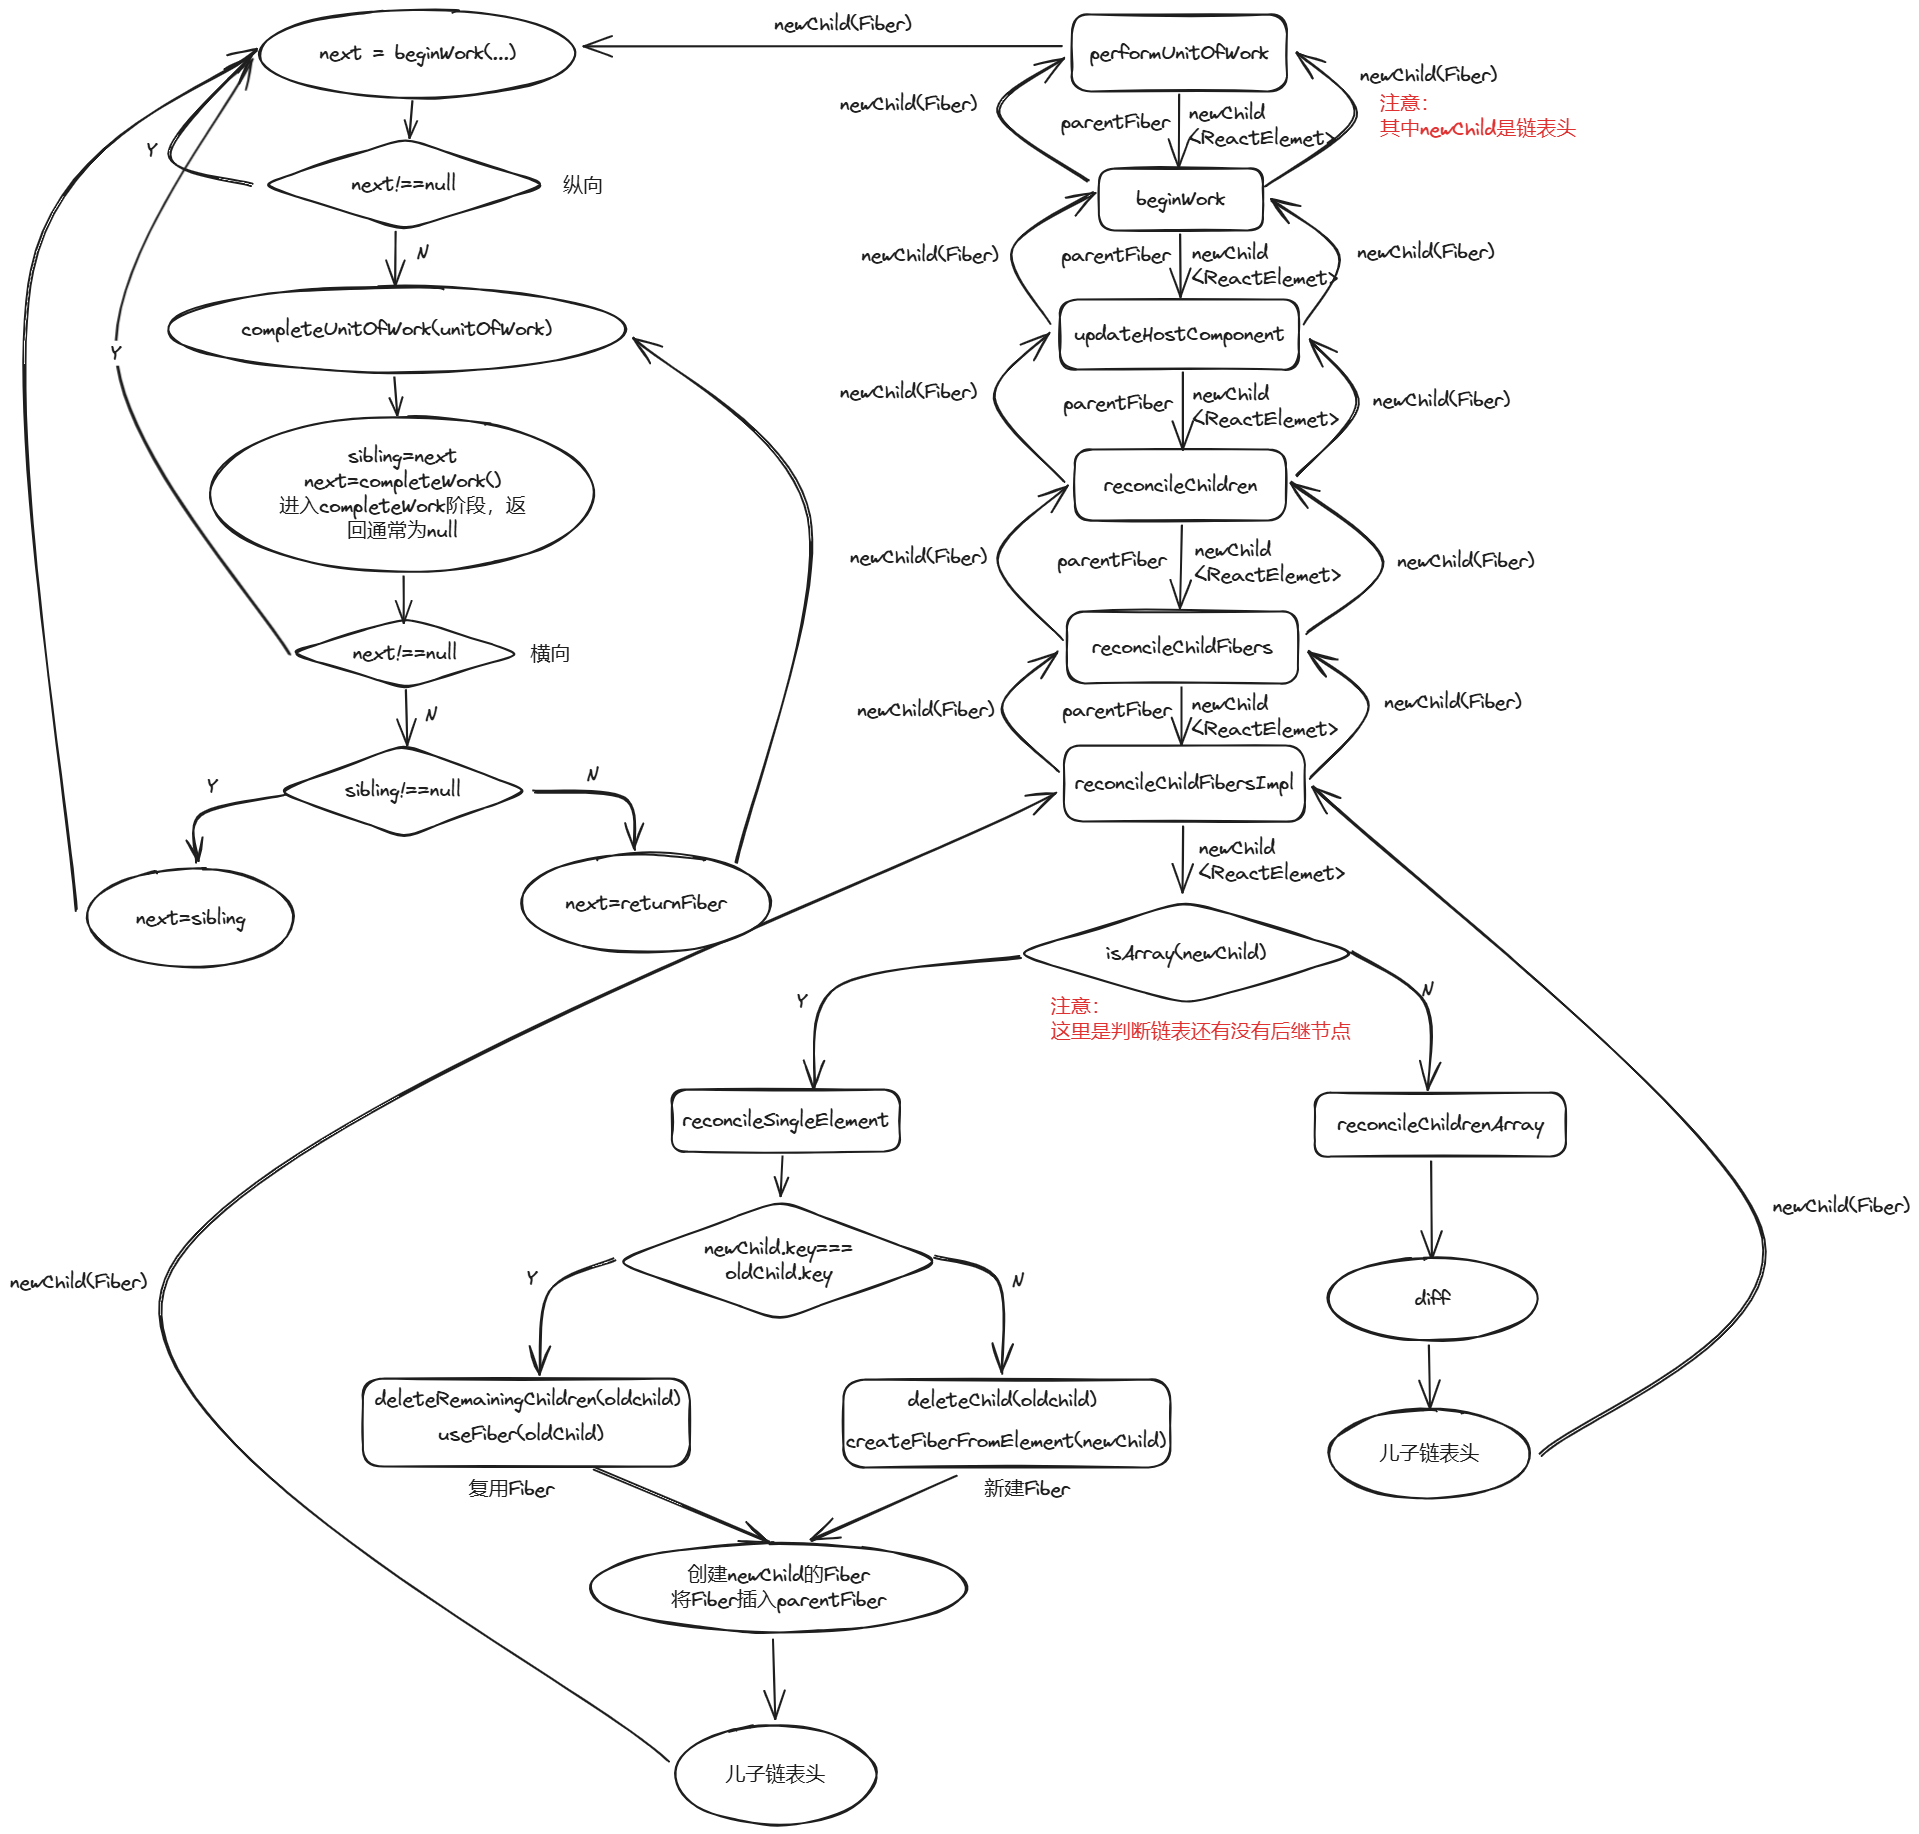 newChild(Fiber)
next = beginWork(...)
performUnitOfWork
newChild(Fiber)
newChild(Fiber)
注意：
其中newChild是链表头
parentFiber
newChild
<ReactElemet>
Y
next!==null
纵向
beginWork
N
newChild(Fiber)
parentFiber
newChild
<ReactElemet>
newChild(Fiber)
completeUnitOfWork(unitOfWork)
updateHostComponent
Y
newChild(Fiber)
parentFiber
newChild
<ReactElemet>
newChild(Fiber)
sibling=next
next=completeWork()
进入completeWork阶段，返
回通常为null
reconcileChildren
newChild(Fiber)
parentFiber
newChild
<ReactElemet>
newChild(Fiber)
next!==null
横向
reconcileChildFibers
N
newChild(Fiber)
parentFiber
newChild
<ReactElemet>
newChild(Fiber)
Y
sibling!==null
N
reconcileChildFibersImpl
newChild
<ReactElemet>
next=sibling
next=returnFiber
isArray(newChild)
Y
N
注意：
这里是判断链表还有没有后继节点
reconcileSingleElement
reconcileChildrenArray
newChild(Fiber)
newChild.key===
oldChild.key
newChild(Fiber)
Y
N
diff
deleteRemainingChildren(oldchild)
useFiber(oldChild)
deleteChild(oldchild)
createFiberFromElement(newChild)
儿子链表头
复用Fiber
新建Fiber
创建newChild的Fiber
将Fiber插入parentFiber
儿子链表头